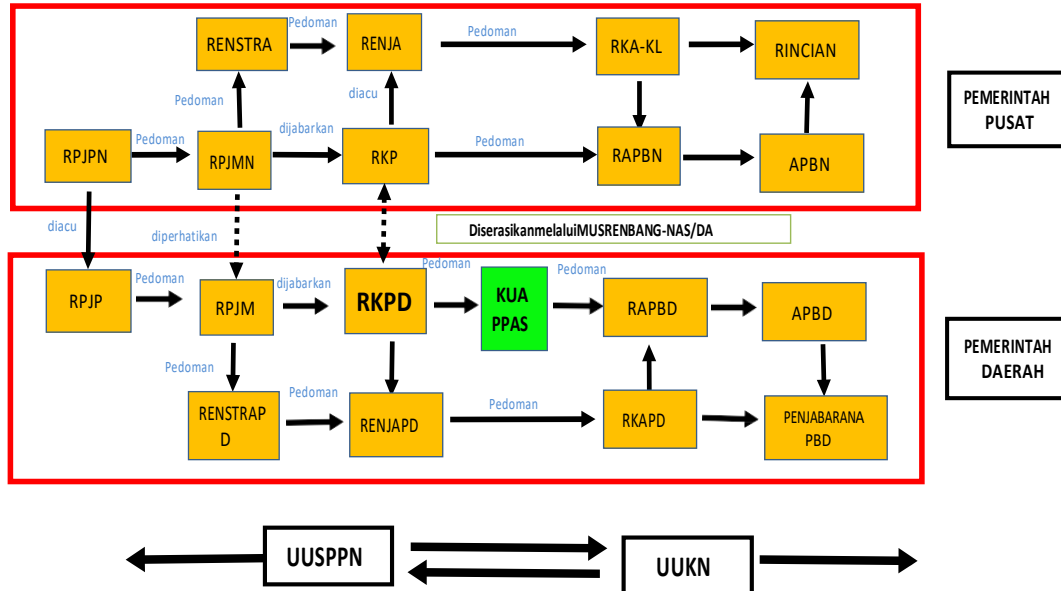 Pedoman
RENSTRA
RENJA
Pedoman
RKA-KL
RINCIAN
Pedoman
diacu
PEMERINTAH
PUSAT
RPJPN
Pedoman
RPJMN
dijabarkan
RKP
Pedoman
RAPBN
APBN
diacu
diperhatikan
DiserasikanmelaluiMUSRENBANG-NAS/DA
RPJP
Pedoman
RPJM
dijabarkan
RKPD
Pedoman
KUA
PPAS
Pedoman
RAPBD
APBD
PEMERINTAH
DAERAH
Pedoman
RENSTRAP
D
Pedoman
RENJAPD
Pedoman
RKAPD
PENJABARANA
PBD
UUSPPN
UUKN